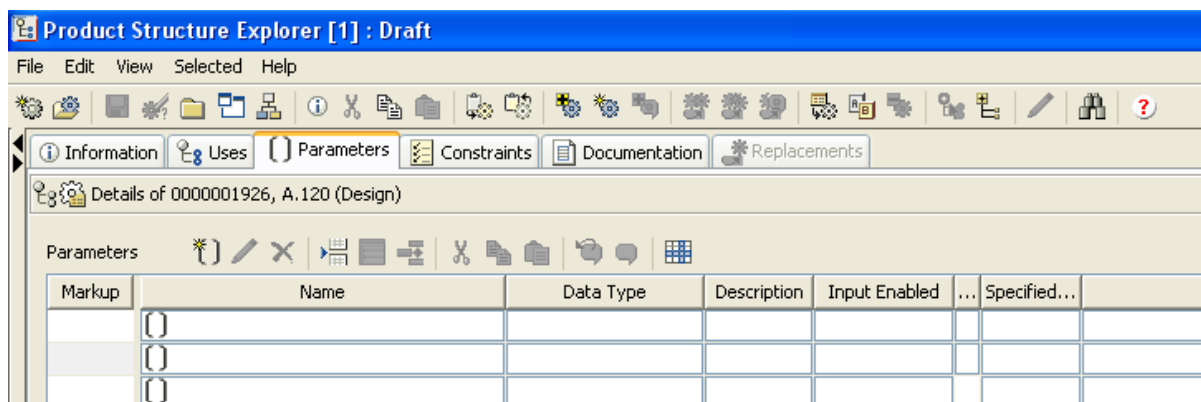 Product Structure Explorer [1] : Draft
File Edit View Selected Help
Information Uses Parameters Constraints Documentation Replacements
Details of 0000001926, A.120 (Design)
Parameters
Markup Name Data Type Description Input Enabled ... Specified...